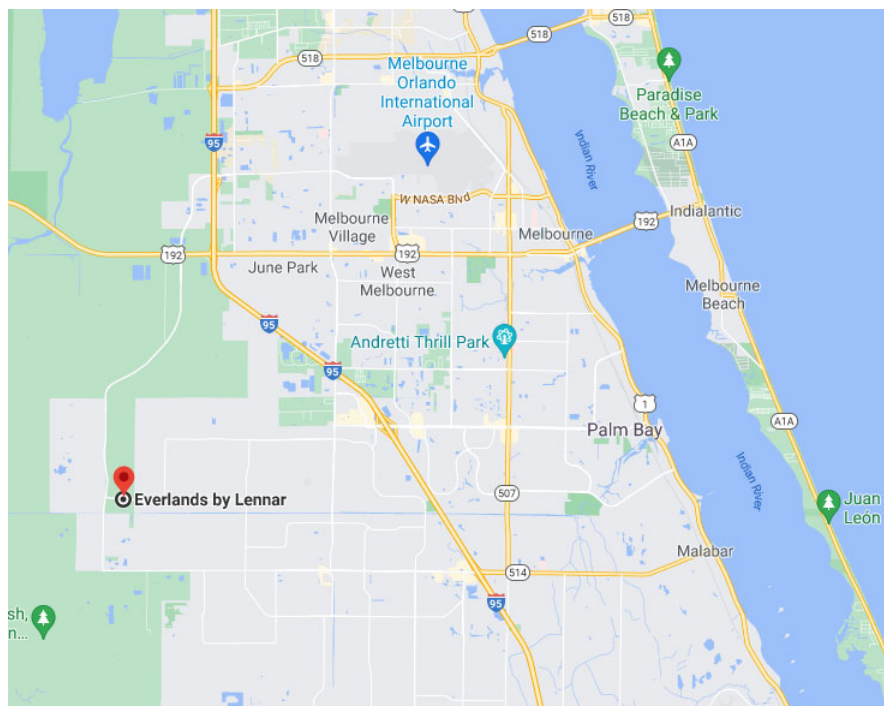 518
518
Melbourne
Orlando
International
Airport
Paradise
Beach & Park
95
A1A
Indian River
W NASA Blvd
Indialantic
Melbourne
Village
192
Melbourne
192
192
June Park
West
Melbourne
Melbourne
Beach
95
Andretti Thrill Park
95
1
A1A
Palm Bay
Indian River
Everlands by Lennar
507
Juan
León
Malabar
514
95
sh,
n...